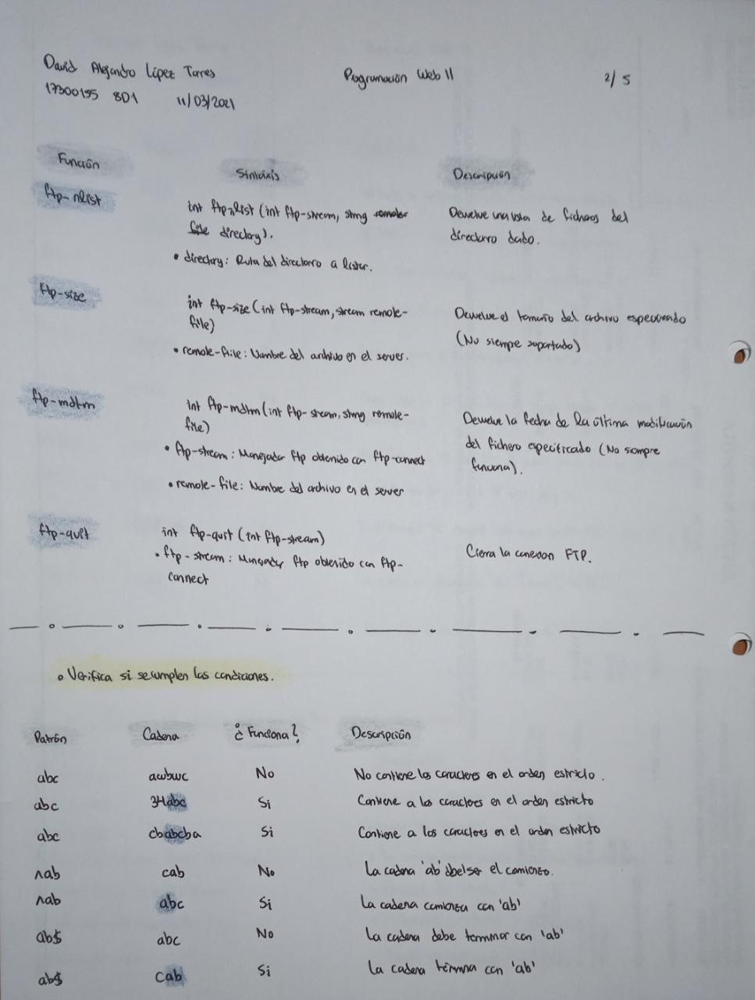 David Alejandro López Torres
Programación Web II
2/5
17300155 8D1 11/03/2021
Función Sintáxis Descripción
ftp-nlist
int ftp-nlist (int ftp-stream, string remote-
file directory).
• directory: Ruta del directorio a listar.
Devuelve una lista de ficheros del
directorio dado.
ftp-size
int ftp-size (int ftp-stream, stream remote-
file)
• remote-file: Nombre del archivo en el server.
Devuelve el tamaño del archivo especificado
(No siempre soportado)
ftp-mdtm
int ftp-mdtm (int ftp-stream, string remote-
file)
• ftp-stream: Manejador ftp obtenido con ftp-connect
• remote-file: Nombre del archivo en el server
Devuelve la fecha de la última modificación
del fichero especificado (No siempre
funciona).
ftp-quit
int ftp-quit (int ftp-stream)
• ftp-stream: Manejador ftp obtenido con ftp-
connect
Cierra la conexion FTP.
• Verifica si se cumplen las condiciones.
Patrón Cadena ¿Funciona? Descripción
abc awbwc No No contiene los caracteres en el orden estricto.
abc 34abc Si Contiene a los caracteres en el orden estricto
abc cbabcba Si Contiene a los caracteres en el orden estricto
^ab cab No La cadena 'ab' debe ser el comienzo.
^ab abc Si La cadena comienza con 'ab'
ab$ abc No La cadena debe terminar con 'ab'
ab$ cab Si La cadena termina con 'ab'